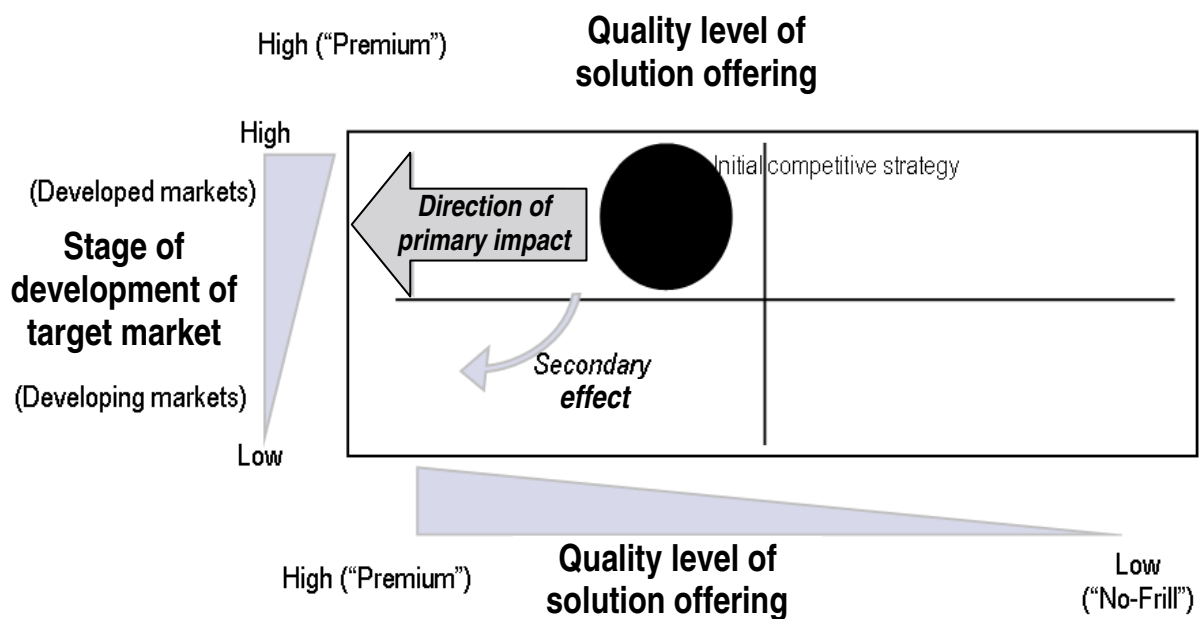 High (“Premium”)
Quality level of
solution offering
High
(Developed markets)
Stage of
development of
target market
(Developing markets)
Low
Initial competitive strategy
Direction of
primary impact
Secondary
effect
High (“Premium”)
Quality level of
solution offering
Low
(“No-Frill”)